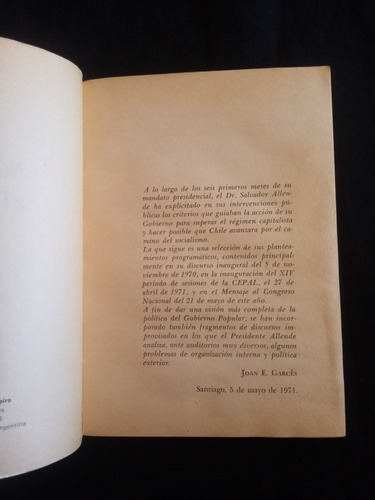 A lo largo de los seis primeros meses de su
mandato presidencial, el Dr. Salvador Allen-
de ha explicitado en sus intervenciones pú-
blicas los criterios que guiaban la acción de su
Gobierno para superar el régimen capitalista
y hacer posible que Chile avanzara por el ca-
mino del socialismo.
La que sigue es una selección de sus plantea-
mientos programáticos, contenidos principal-
mente en su discurso inaugural del 5 de no-
viembre de 1970, en la inauguración del XIV
período de sesiones de la CEPAL, el 27 de
abril de 1971, y en el Mensaje al Congreso
Nacional del 21 de mayo de este año.
A fin de dar una visión más completa de la
política del Gobierno Popular, se han incor-
porado también fragmentos de discursos im-
provisados en los que el Presidente Allende
analiza, ante auditorios muy diversos, algunos
problemas de organización interna y política
exterior.
JOAN E. GARCÉS
Santiago, 5 de mayo de 1971.